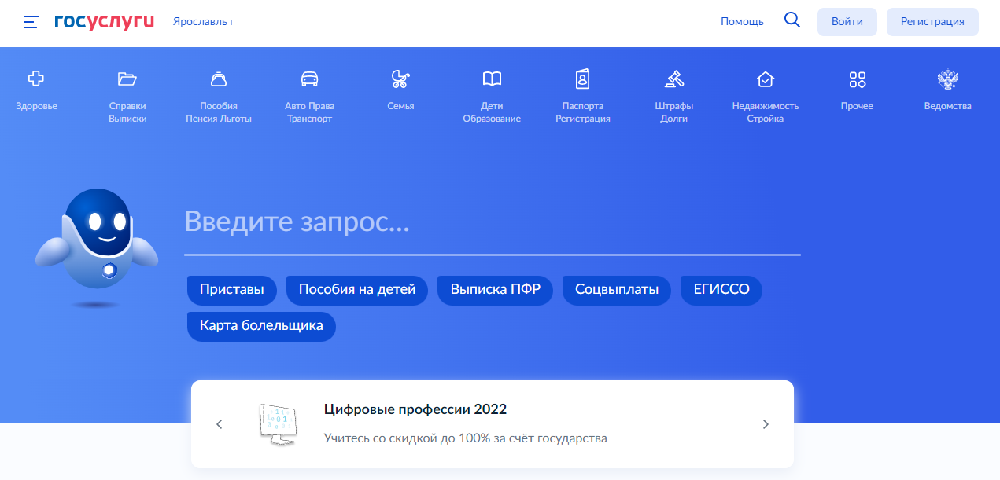 госуслуги Ярославль г Помощь Войти Регистрация
Здоровье Справки Пособия Авто Права Семья Дети Паспорта Штрафы Недвижимость Прочее Ведомства
Выписки Пенсия Льготы Транспорт Образование Регистрация Долги Стройка
Введите запрос...
Приставы Пособия на детей Выписка ПФР Соцвыплаты ЕГИССО
Карта болельщика
Цифровые профессии 2022
Учитесь со скидкой до 100% за счёт государства